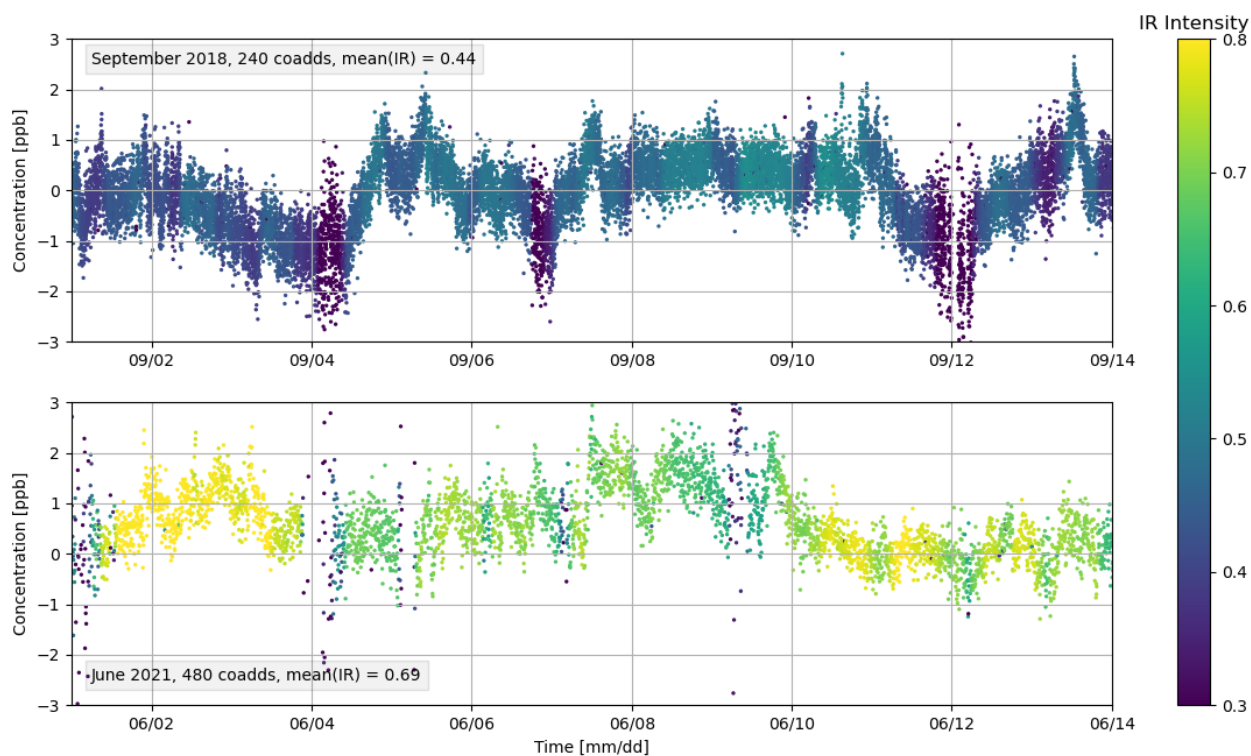 IR Intensity
September 2018, 240 coadds, mean(IR) = 0.44
Concentration [ppb]
3
2
1
0
−1
−2
−3
09/02 09/04 09/06 09/08 09/10 09/12 09/14
June 2021, 480 coadds, mean(IR) = 0.69
Concentration [ppb]
3
2
1
0
−1
−2
−3
06/02 06/04 06/06 06/08 06/10 06/12 06/14
Time [mm/dd]
0.8
0.7
0.6
0.5
0.4
0.3